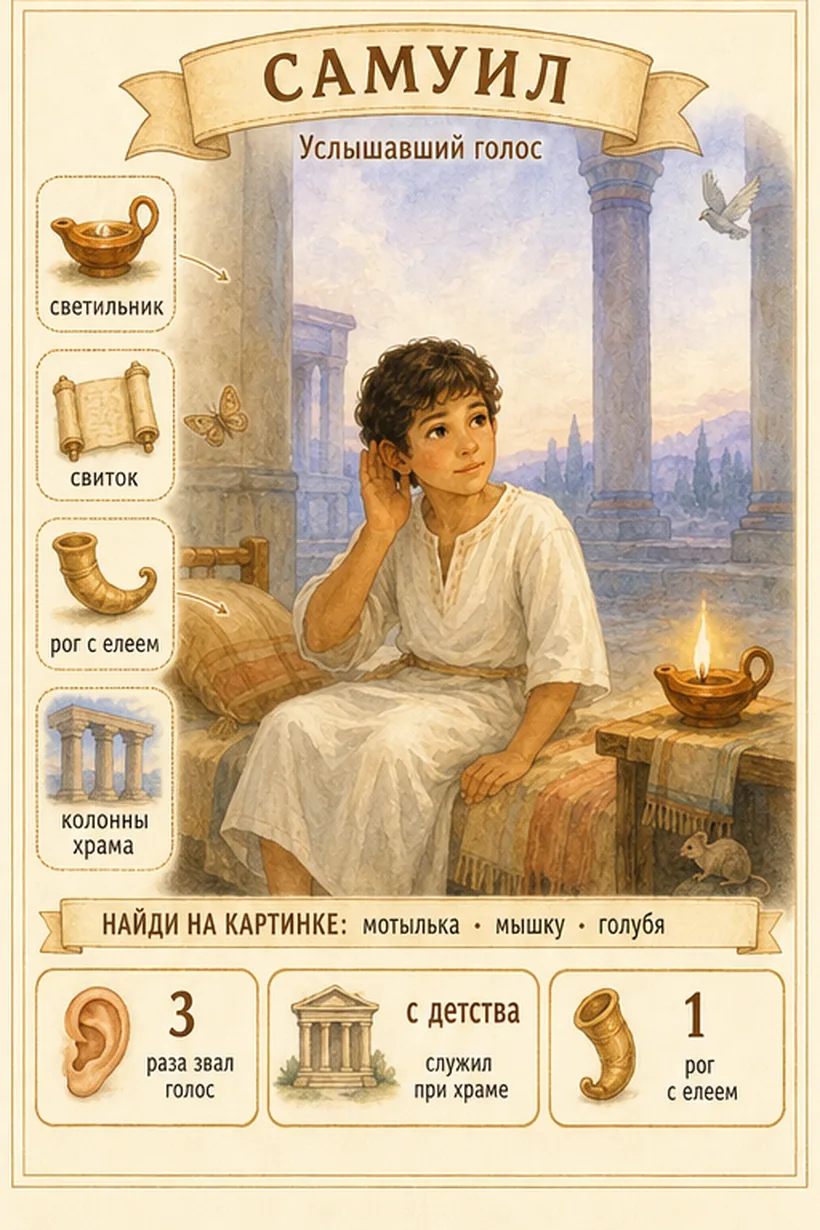 САМУИЛ
Услышавший голос
светильник
свиток
рог с елеем
колонны
храма
НАЙДИ НА КАРТИНКЕ: мотылька • мышку • голубя
3
раза звал
голос
с детства
служил
при храме
1
рог
с елеем